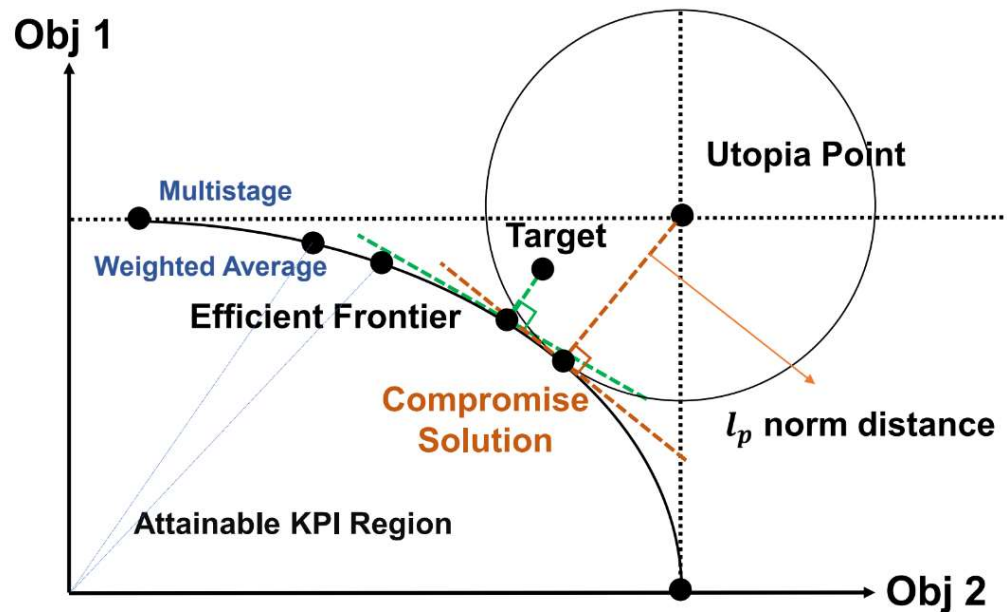 Obj 1
Utopia Point
Multistage
Target
Weighted Average
Efficient Frontier
Compromise
Solution
l_p norm distance
Attainable KPI Region
Obj 2